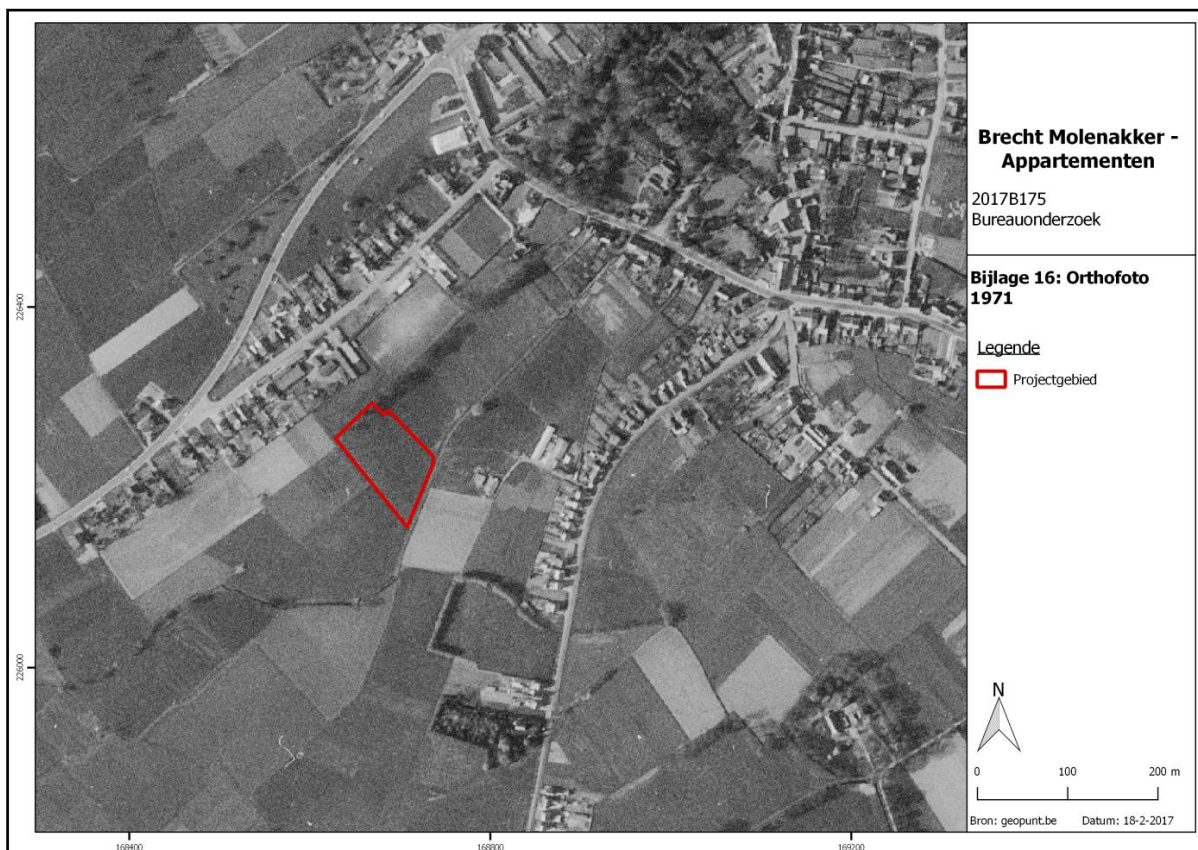 Brecht Molenakker -
Appartementen
2017B175
Bureauonderzoek
Bijlage 16: Orthofoto
1971
Legende
Projectgebied
N
0 100 200 m
Bron: geopunt.be Datum: 18-2-2017
226400
226000
168400 168800 169200